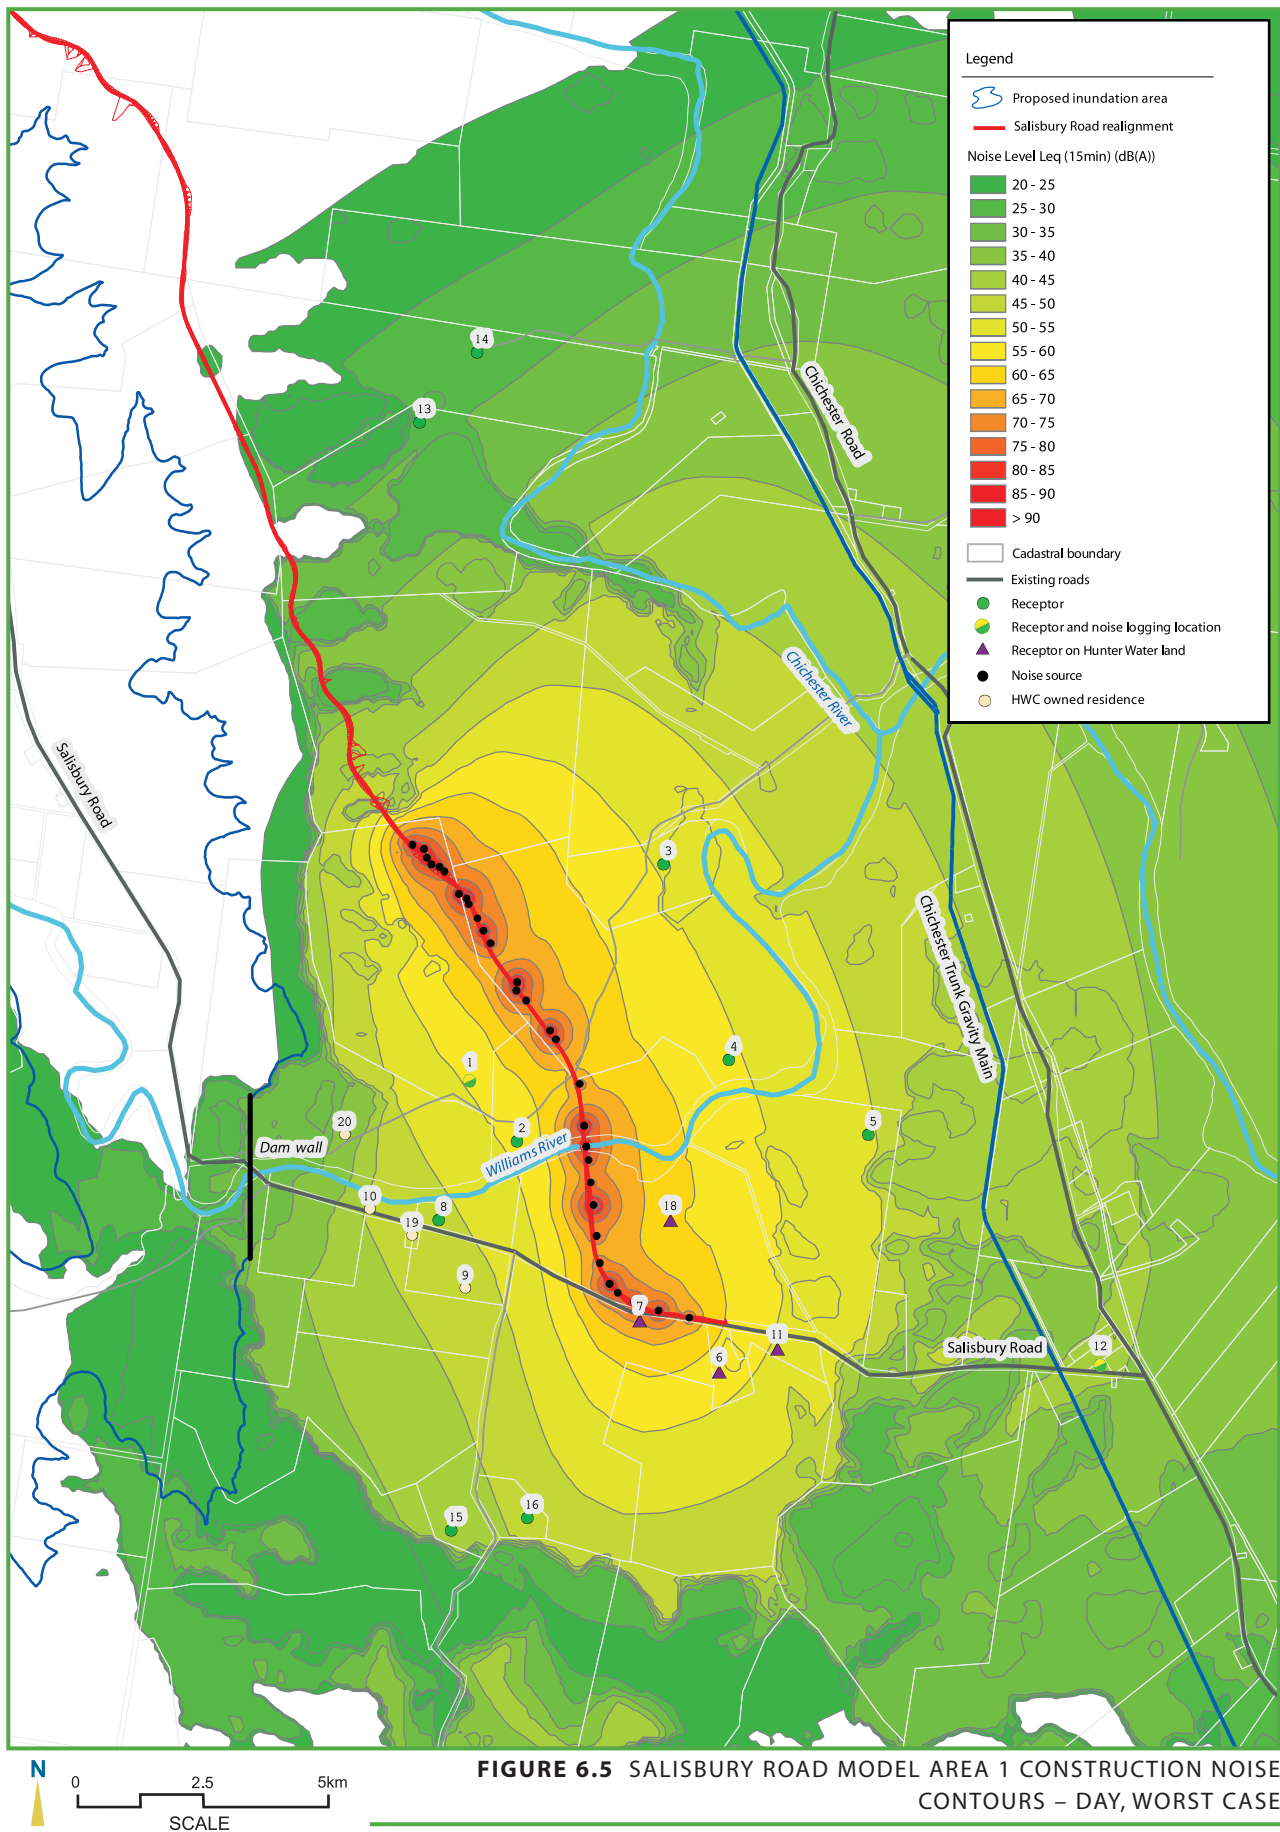 Legend
Proposed inundation area
Salisbury Road realignment
Noise Level Leq (15min) (dB(A))
20 - 25
25 - 30
30 - 35
35 - 40
40 - 45
45 - 50
50 - 55
55 - 60
60 - 65
65 - 70
70 - 75
75 - 80
80 - 85
85 - 90
> 90
Cadastral boundary
Existing roads
Receptor
Receptor and noise logging location
Receptor on Hunter Water land
Noise source
HWC owned residence
14
13
Chichester Road
Chichester River
Salisbury Road
3
Chichester Trunk Gravity Main
4
1
20
2
5
Dam wall
Williams River
10
8
18
19
9
7
11
6
Salisbury Road
12
15
16
N
0 2.5 5km
SCALE
FIGURE 6.5 SALISBURY ROAD MODEL AREA 1 CONSTRUCTION NOISE
CONTOURS – DAY, WORST CASE